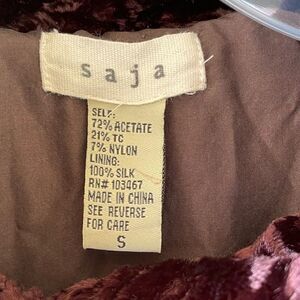 saja
SELF:
72% ACETATE
21% TC
7% NYLON
LINING:
100% SILK
RN# 103467
MADE IN CHINA
SEE REVERSE
FOR CARE
S